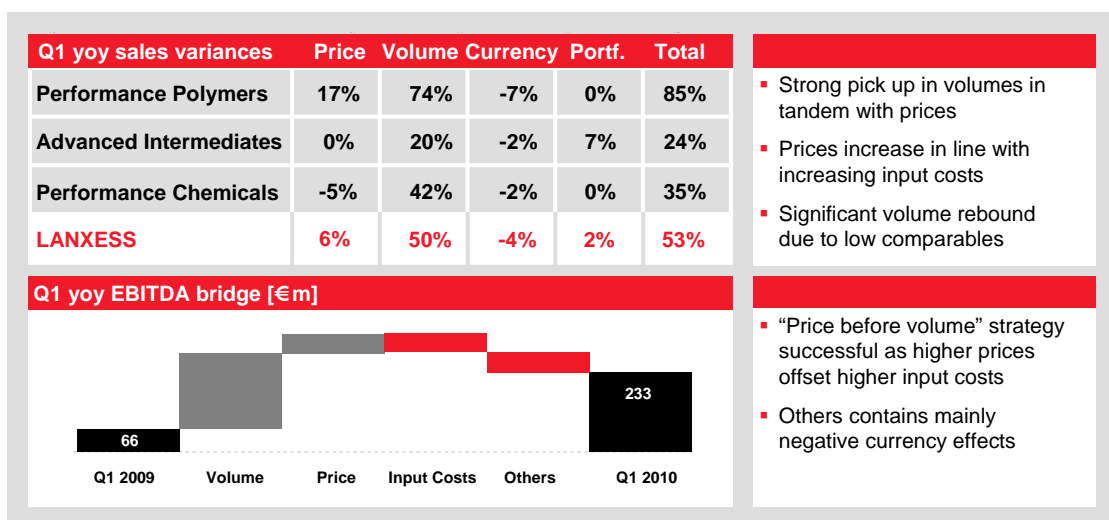 Q1 yoy sales variances Price Volume Currency Portf. Total
Performance Polymers 17% 74% -7% 0% 85%
Advanced Intermediates 0% 20% -2% 7% 24%
Performance Chemicals -5% 42% -2% 0% 35%
LANXESS 6% 50% -4% 2% 53%
▪ Strong pick up in volumes in
tandem with prices
▪ Prices increase in line with
increasing input costs
▪ Significant volume rebound
due to low comparables
Q1 yoy EBITDA bridge [€m]
66
233
Q1 2009 Volume Price Input Costs Others Q1 2010
▪ “Price before volume” strategy
successful as higher prices
offset higher input costs
▪ Others contains mainly
negative currency effects